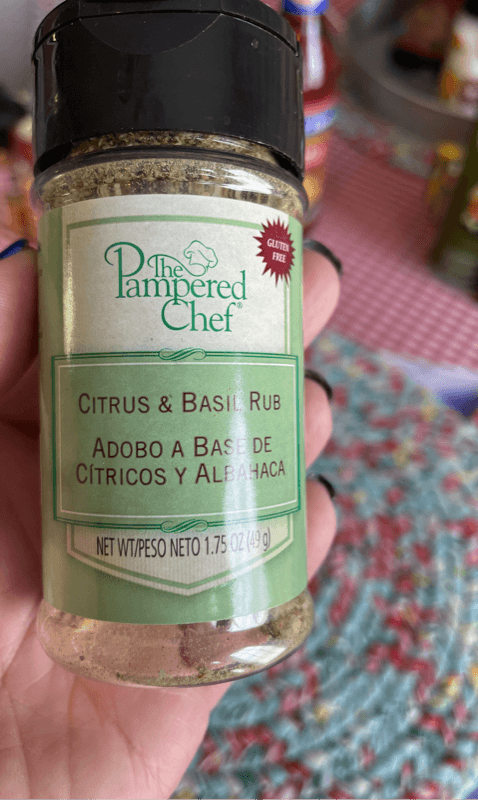 GLUTEN
FREE
The
Pampered
Chef®
CITRUS & BASIL RUB
ADOBO A BASE DE
CÍTRICOS Y ALBAHACA
NET WT/PESO NETO 1.75 OZ (49 g)